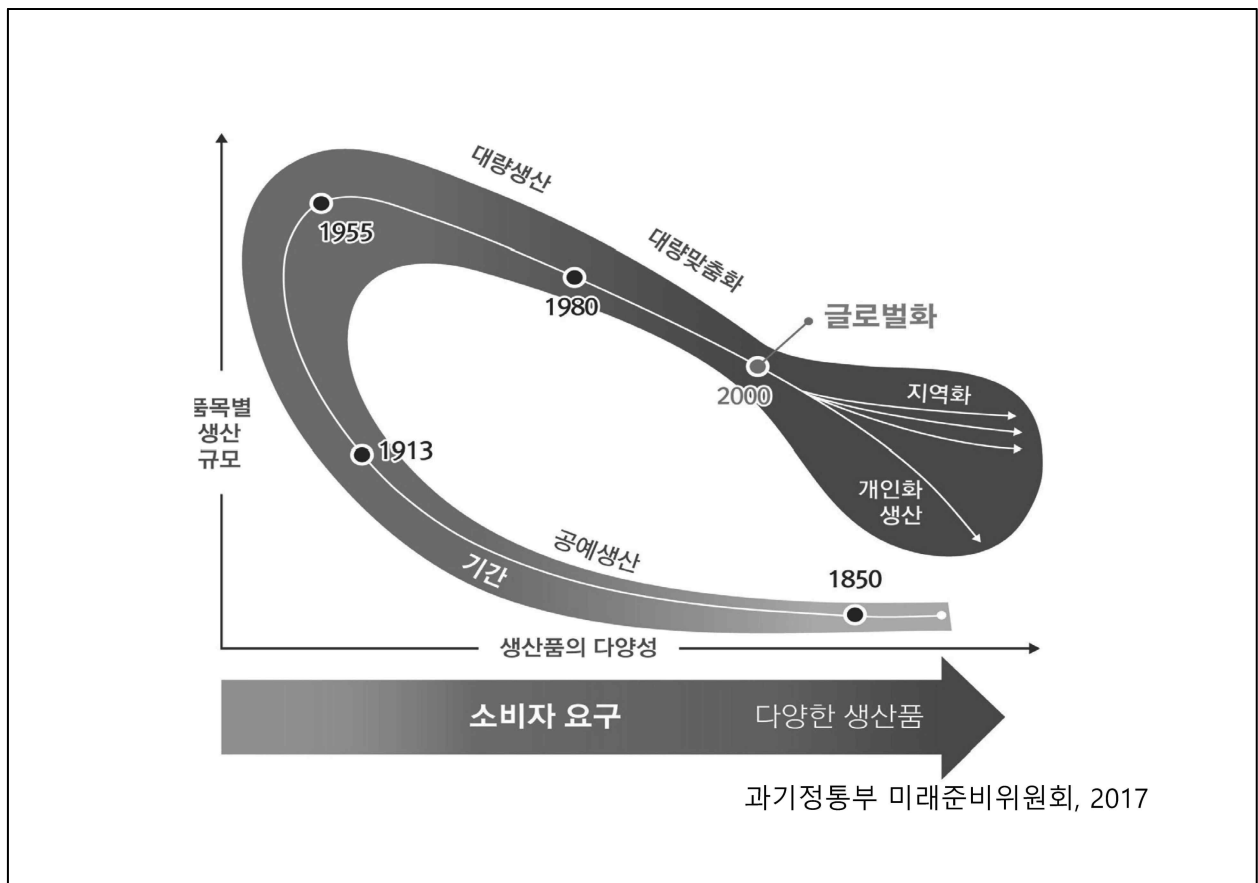 대량생산
1955
대량맞춤화
1980
글로벌화
2000
지역화
품목별
생산
규모
1913
개인화
생산
공예생산
기간
1850
생산품의 다양성
소비자 요구
다양한 생산품
과기정통부 미래준비위원회, 2017